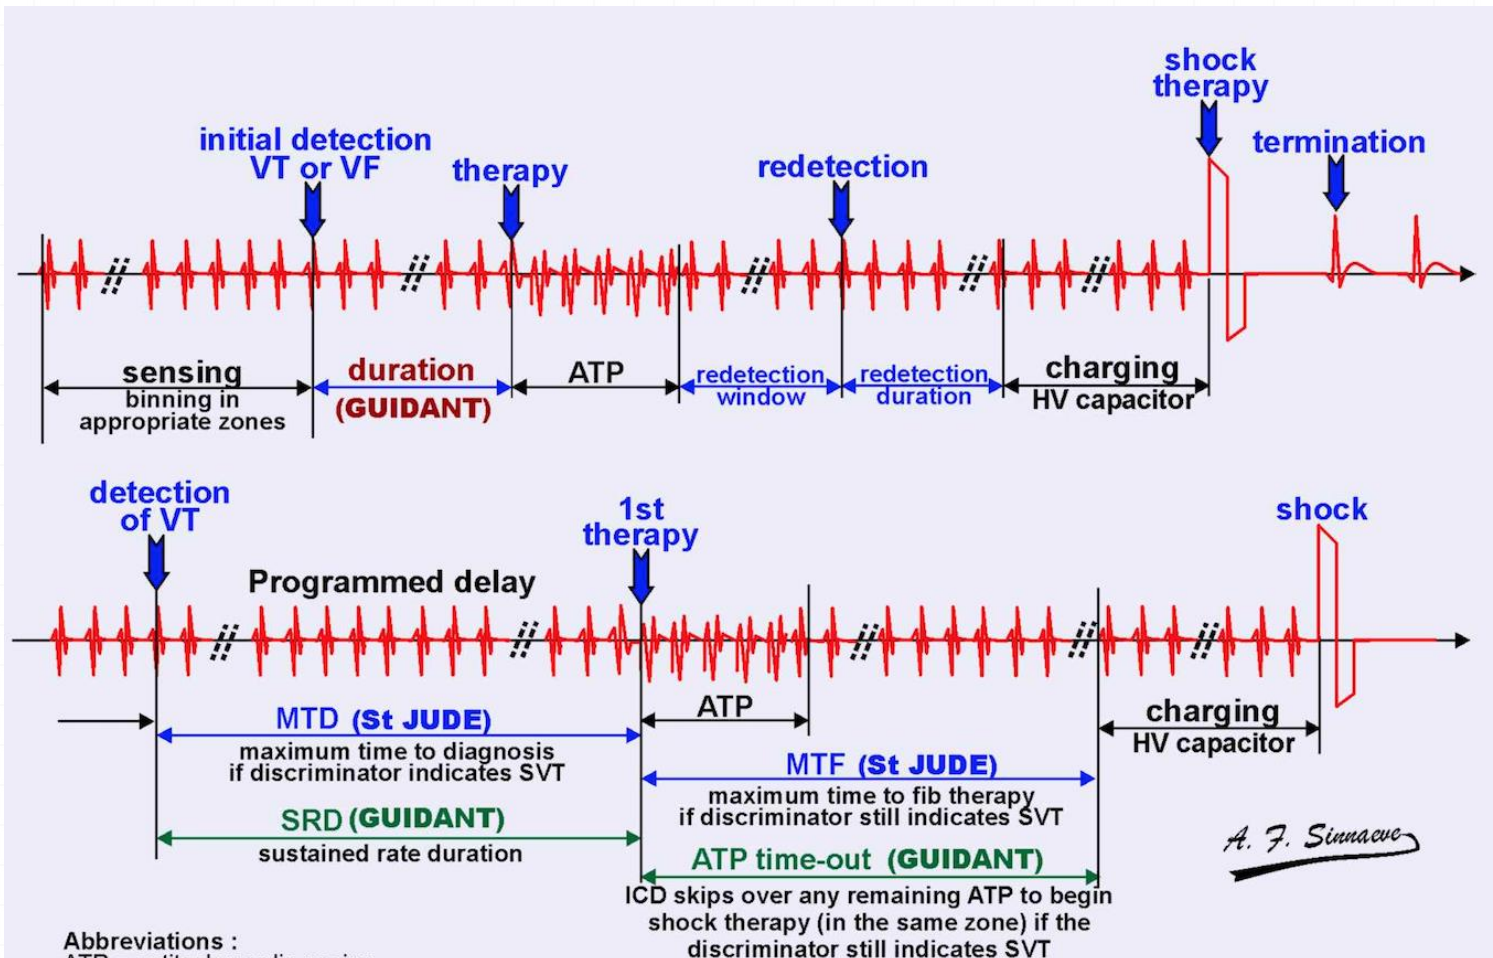 shock
therapy
initial detection
VT or VF
therapy
redetection
termination
sensing
binning in
appropriate zones
duration
(GUIDANT)
ATP
redetection
window
redetection
duration
charging
HV capacitor
detection
of VT
Programmed delay
1st
therapy
shock
MTD (St JUDE)
maximum time to diagnosis
if discriminator indicates SVT
SRD (GUIDANT)
sustained rate duration
ATP
MTF (St JUDE)
maximum time to fib therapy
if discriminator still indicates SVT
ATP time-out (GUIDANT)
ICD skips over any remaining ATP to begin
shock therapy (in the same zone) if the
discriminator still indicates SVT
charging
HV capacitor
A. F. Sinnaeve
Abbreviations :